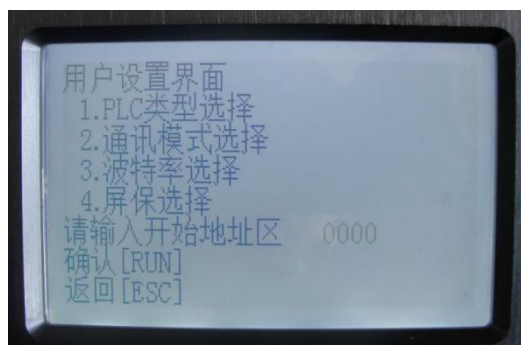 用户设置界面
1.PLC类型选择
2.通讯模式选择
3.波特率选择
4.屏保选择
请输入开始地址区 0000
确认[RUN]
返回[ESC]